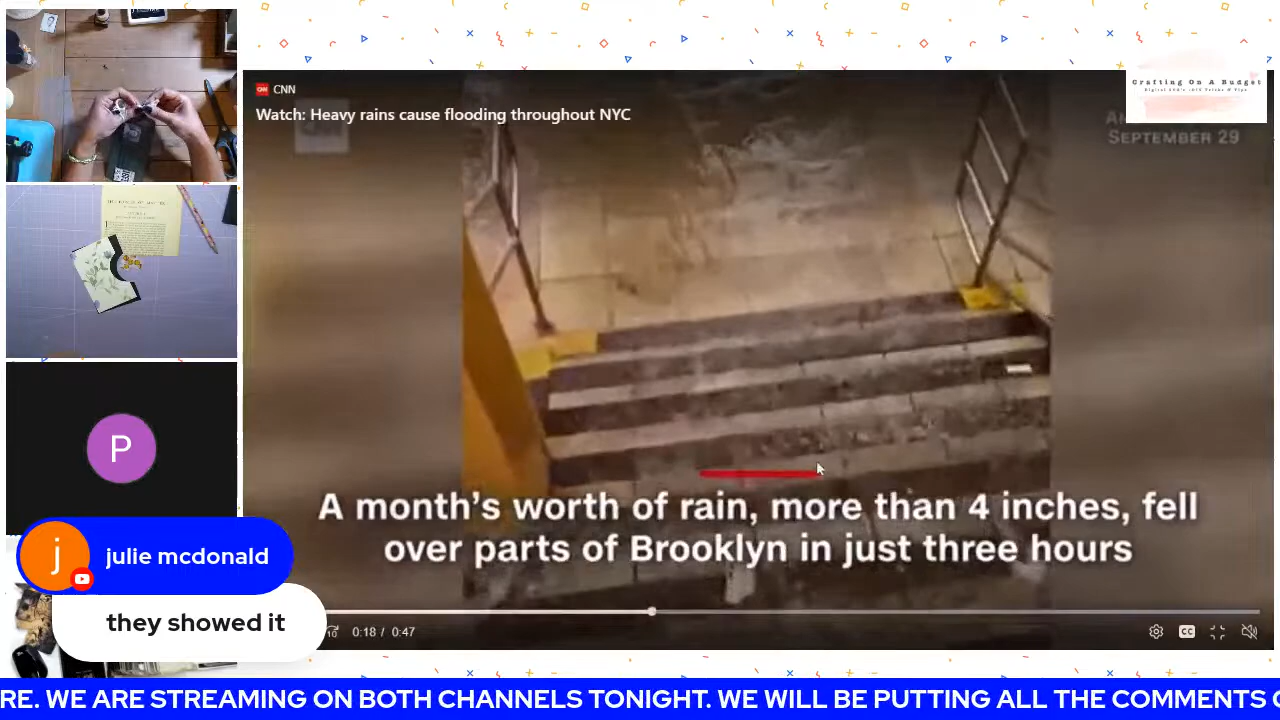 CNN
Watch: Heavy rains cause flooding throughout NYC
Crafting On A Budget
SEPTEMBER 29
P
A month's worth of rain, more than 4 inches, fell
over parts of Brooklyn in just three hours
j
julie mcdonald
they showed it
10
0:18 / 0:47
CC
RE. WE ARE STREAMING ON BOTH CHANNELS TONIGHT. WE WILL BE PUTTING ALL THE COMMENTS